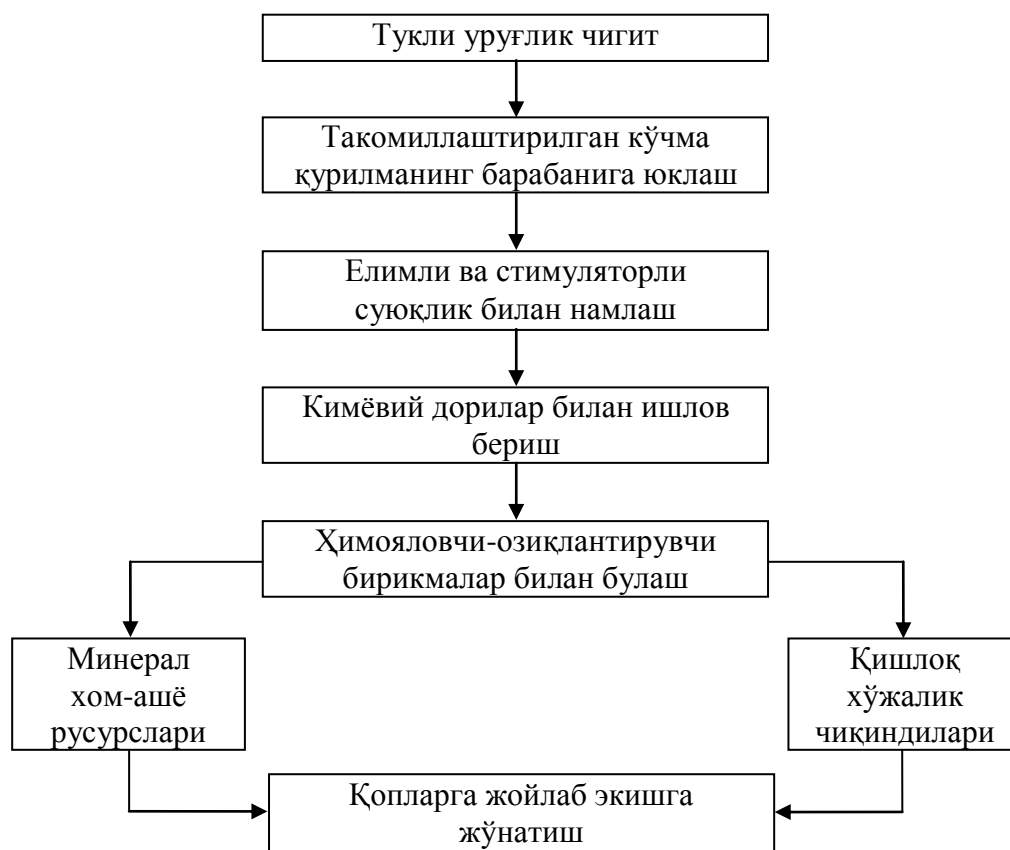 Тукли уруғлик чигит
Такомиллаштирилган кўчма
қурилманинг барабанига юклаш
Елимли ва стимуляторли
суюқлик билан намлаш
Кимёвий дорилар билан ишлов
бериш
Ҳимояловчи-озиқлантирувчи
бирикмалар билан булаш
Минерал
хом-ашё
русурслари
Қишлоқ
хўжалик
чиқиндилари
Қопларга жойлаб экишга
жўнатиш